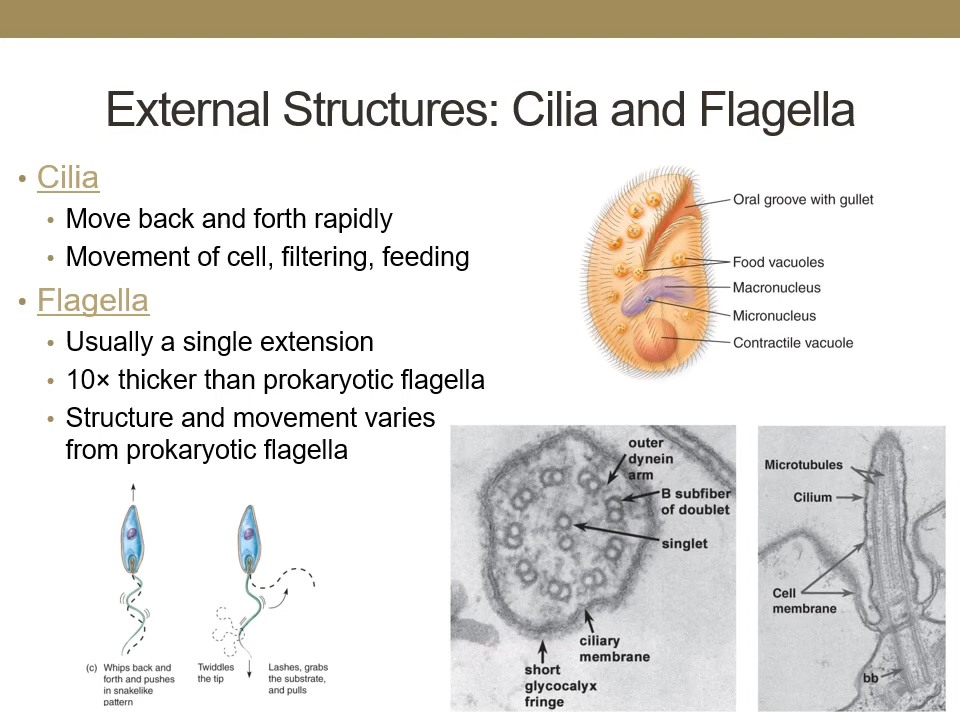 External Structures: Cilia and Flagella
• Cilia
• Move back and forth rapidly
• Movement of cell, filtering, feeding
• Flagella
• Usually a single extension
• 10× thicker than prokaryotic flagella
• Structure and movement varies
from prokaryotic flagella
Oral groove with gullet
Food vacuoles
Macronucleus
Micronucleus
Contractile vacuole
(c) Whips back and
forth and pushes
in snakelike
pattern
Twiddles
the tip
Lashes, grabs
the substrate,
and pulls
outer
dynein
arm
B subfiber
of doublet
singlet
ciliary
membrane
short
glycocalyx
fringe
Microtubules
Cilium
Cell
membrane
bb